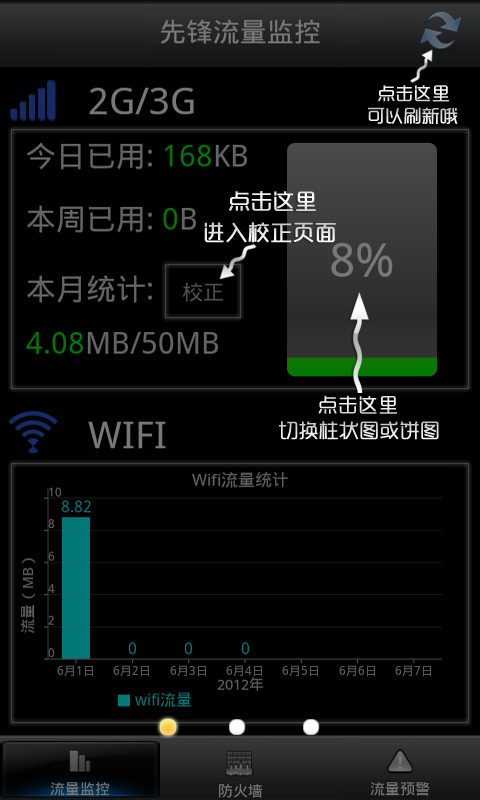 先锋流量监控
点击这里
可以刷新哦
2G/3G
今日已用: 168KB
本周已用: 0B
点击这里
进入校正页面
本月统计: 校正
4.08MB/50MB
8%
点击这里
切换柱状图或饼图
WIFI
Wifi流量统计
流量（MB）
10
8
6
4
2
0
8.82
0
0
0
6月1日 6月2日 6月3日 6月4日 6月5日 6月6日 6月7日
2012年
wifi流量
流量监控 防火墙 流量预警